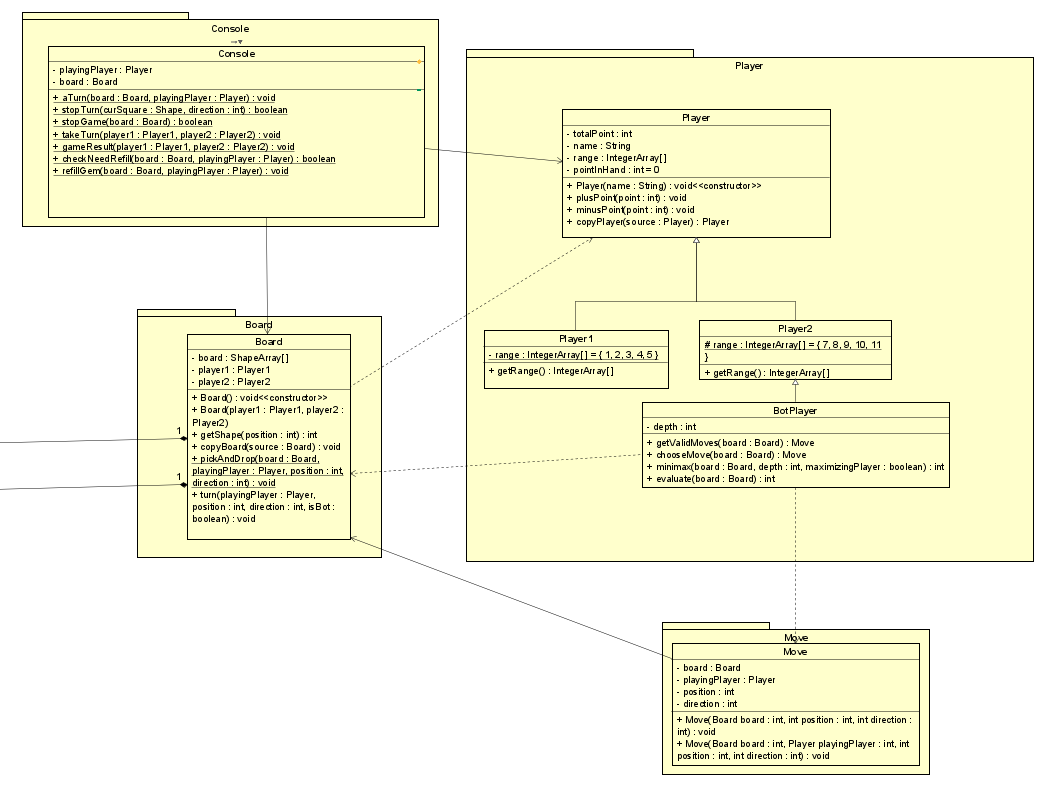 Console
Console
- playingPlayer : Player
- board : Board
+ aTurn(board : Board, playingPlayer : Player) : void
+ stopTurn(curSquare : Shape, direction : int) : boolean
+ stopGame(board : Board) : boolean
+ takeTurn(player1 : Player1, player2 : Player2) : void
+ gameResult(player1 : Player1, player2 : Player2) : void
+ checkNeedRefill(board : Board, playingPlayer : Player) : boolean
+ refillGem(board : Board, playingPlayer : Player) : void
Player
Player
- totalPoint : int
- name : String
- range : IntegerArray[]
- pointInHand : int = 0
+ Player(name : String) : void<<constructor>>
+ plusPoint(point : int) : void
+ minusPoint(point : int) : void
+ copyPlayer(source : Player) : Player
Player1
- range : IntegerArray[] = { 1, 2, 3, 4, 5 }
+ getRange() : IntegerArray[]
Player2
# range : IntegerArray[] = { 7, 8, 9, 10, 11
}
+ getRange() : IntegerArray[]
BotPlayer
- depth : int
+ getValidMoves(board : Board) : Move
+ chooseMove(board : Board) : Move
+ minimax(board : Board, depth : int, maximizingPlayer : boolean) : int
+ evaluate(board : Board) : int
Board
Board
- board : ShapeArray[]
- player1 : Player1
- player2 : Player2
+ Board() : void<<constructor>>
+ Board(player1 : Player1, player2 :
Player2)
+ getShape(position : int) : int
+ copyBoard(source : Board) : void
+ pickAndDrop(board : Board,
playingPlayer : Player, position : int,
direction : int) : void
+ turn(playingPlayer : Player,
position : int, direction : int, isBot :
boolean) : void
1
1
Move
Move
- board : Board
- playingPlayer : Player
- position : int
- direction : int
+ Move(Board board : int, int position : int, int direction :
int) : void
+ Move(Board board : int, Player playingPlayer : int, int
position : int, int direction : int) : void